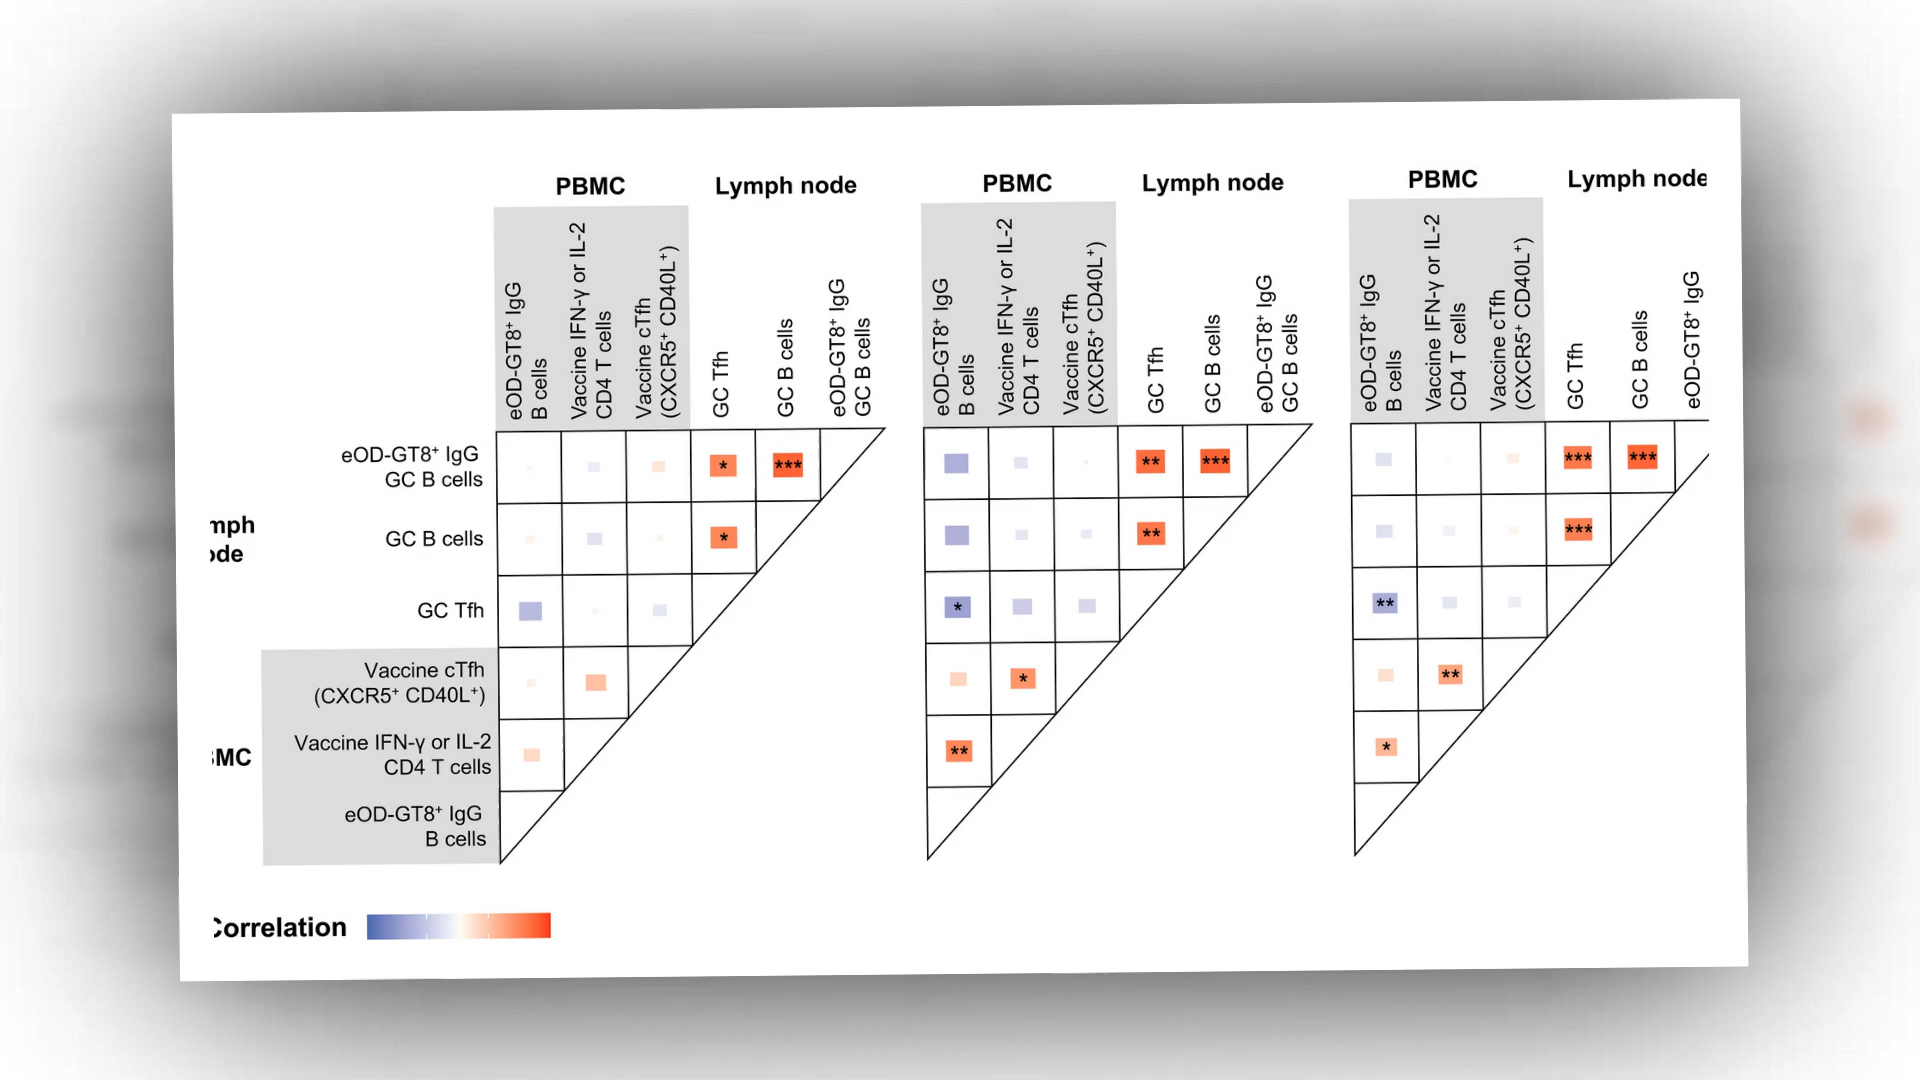 PBMC
Lymph node
PBMC
Lymph node
PBMC
Lymph node
eOD-GT8⁺ IgG
B cells
Vaccine IFN-γ or IL-2
CD4 T cells
Vaccine cTfh
(CXCR5⁺ CD40L⁺)
GC Tfh
GC B cells
eOD-GT8⁺ IgG
GC B cells
eOD-GT8⁺ IgG
B cells
Vaccine IFN-γ or IL-2
CD4 T cells
Vaccine cTfh
(CXCR5⁺ CD40L⁺)
GC Tfh
GC B cells
eOD-GT8⁺ IgG
GC B cells
eOD-GT8⁺ IgG
B cells
Vaccine IFN-γ or IL-2
CD4 T cells
Vaccine cTfh
(CXCR5⁺ CD40L⁺)
GC Tfh
GC B cells
eOD-GT8⁺ IgG
eOD-GT8⁺ IgG
GC B cells
* *** ** *** *** ***
mph
ode
GC B cells
* ** ***
GC Tfh
* **
Vaccine cTfh
(CXCR5⁺ CD40L⁺)
* **
MC
Vaccine IFN-γ or IL-2
CD4 T cells
** *
eOD-GT8⁺ IgG
B cells
Correlation